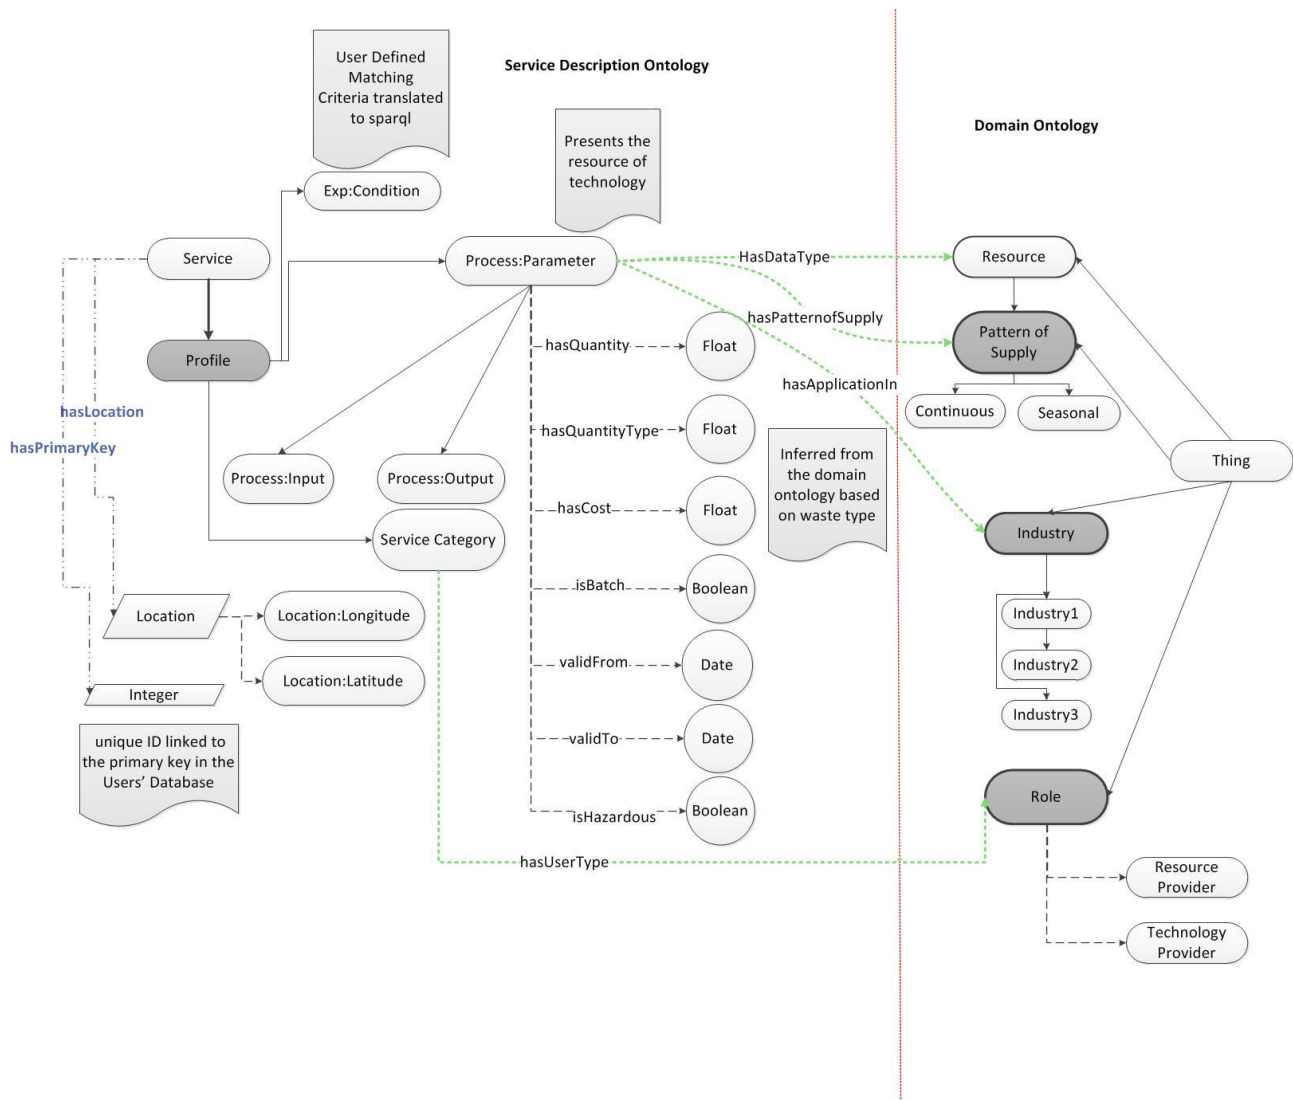 User Defined
Matching
Criteria translated
to sparql
Service Description Ontology
Domain Ontology
Presents the
resource of
technology
Exp:Condition
Service
Process:Parameter
HasDataType
Resource
hasPatternofSupply
Pattern of
Supply
Profile
hasQuantity
Float
hasApplicationIn
Continuous
Seasonal
hasLocation
hasPrimaryKey
hasQuantityType
Float
Inferred from
the domain
ontology based
on waste type
Thing
Process:Input
Process:Output
hasCost
Float
Service Category
Industry
isBatch
Boolean
Location
Location:Longitude
Industry1
validFrom
Date
Industry2
Location:Latitude
Integer
Industry3
unique ID linked to
the primary key in the
Users’ Database
validTo
Date
isHazardous
Boolean
Role
hasUserType
Resource
Provider
Technology
Provider